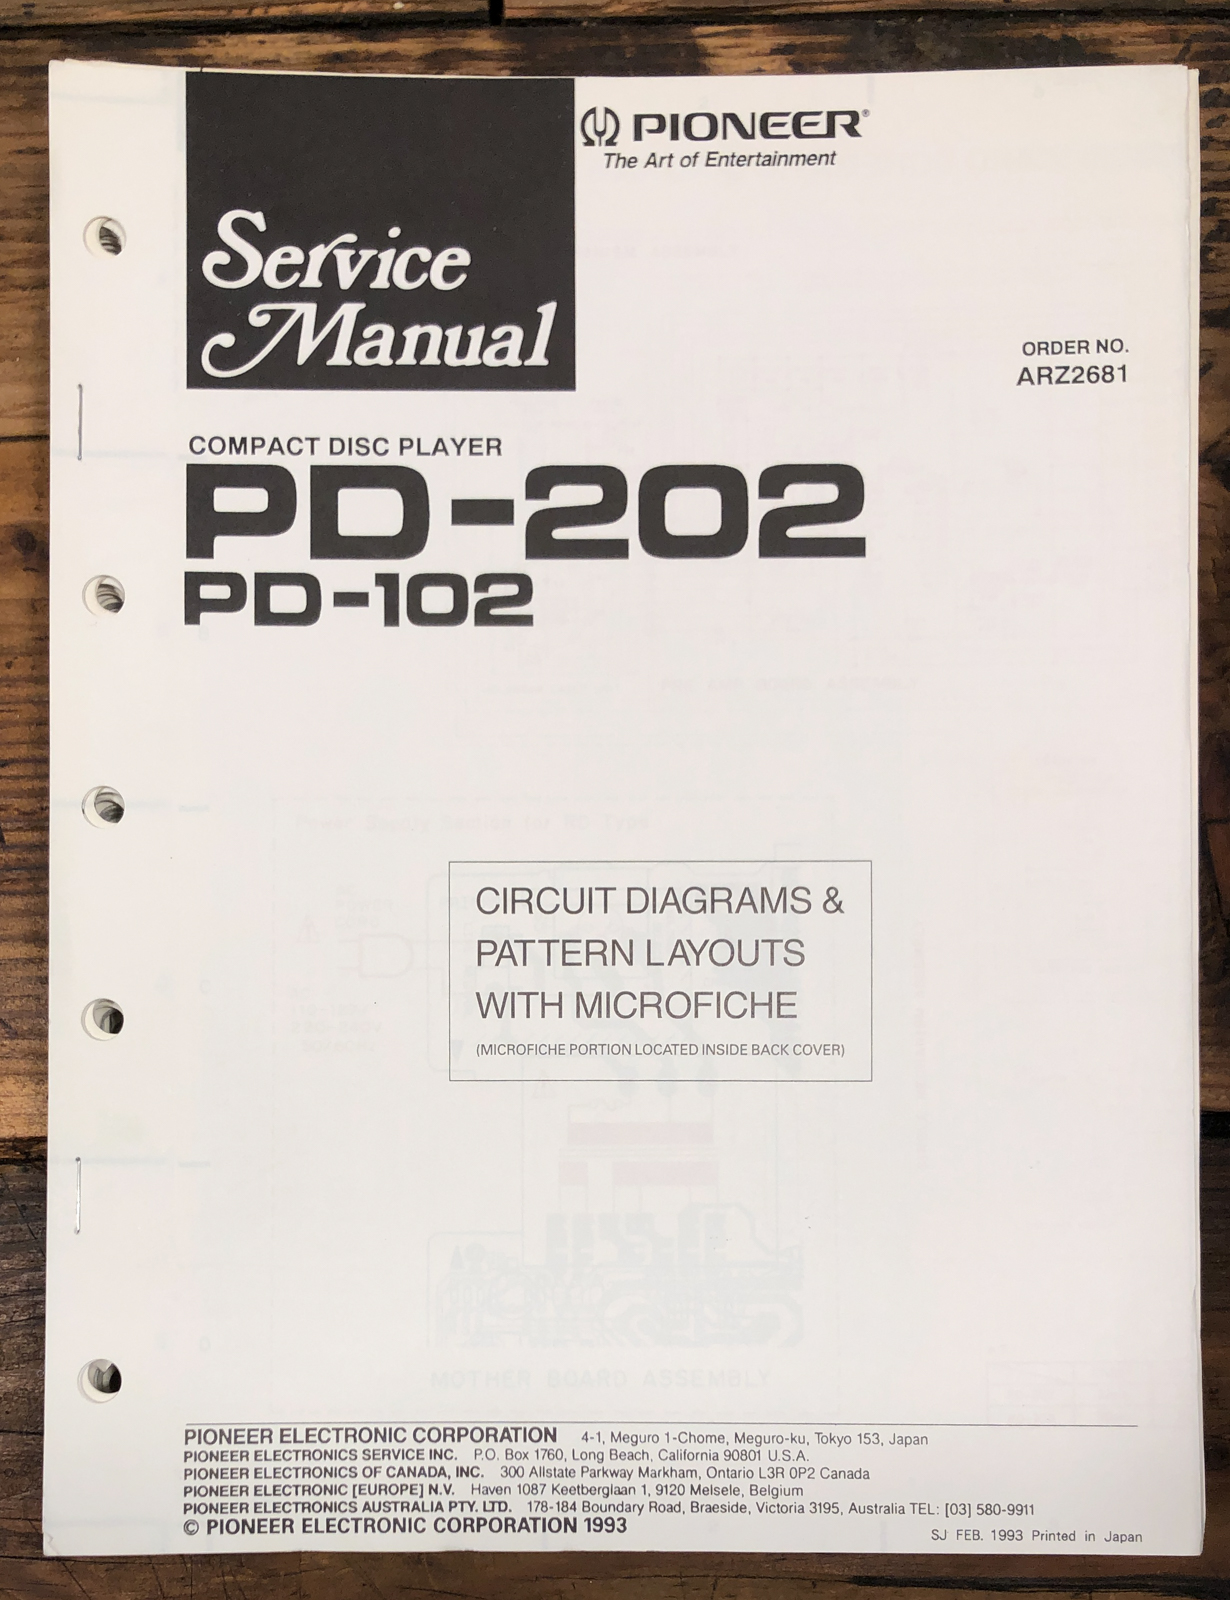 PIONEER®
The Art of Entertainment
Service
Manual
ORDER NO.
ARZ2681
COMPACT DISC PLAYER
PD-202
PD-102
CIRCUIT DIAGRAMS &
PATTERN LAYOUTS
WITH MICROFICHE
(MICROFICHE PORTION LOCATED INSIDE BACK COVER)
MOTHER BOARD ASSEMBLY
PIONEER ELECTRONIC CORPORATION 4-1, Meguro 1-Chome, Meguro-ku, Tokyo 153, Japan
PIONEER ELECTRONICS SERVICE INC. P.O. Box 1760, Long Beach, California 90801 U.S.A.
PIONEER ELECTRONICS OF CANADA, INC. 300 Allstate Parkway Markham, Ontario L3R 0P2 Canada
PIONEER ELECTRONIC [EUROPE] N.V. Haven 1087 Keetberglaan 1, 9120 Melsele, Belgium
PIONEER ELECTRONICS AUSTRALIA PTY. LTD. 178-184 Boundary Road, Braeside, Victoria 3195, Australia TEL: [03] 580-9911
© PIONEER ELECTRONIC CORPORATION 1993
SJ FEB. 1993 Printed in Japan